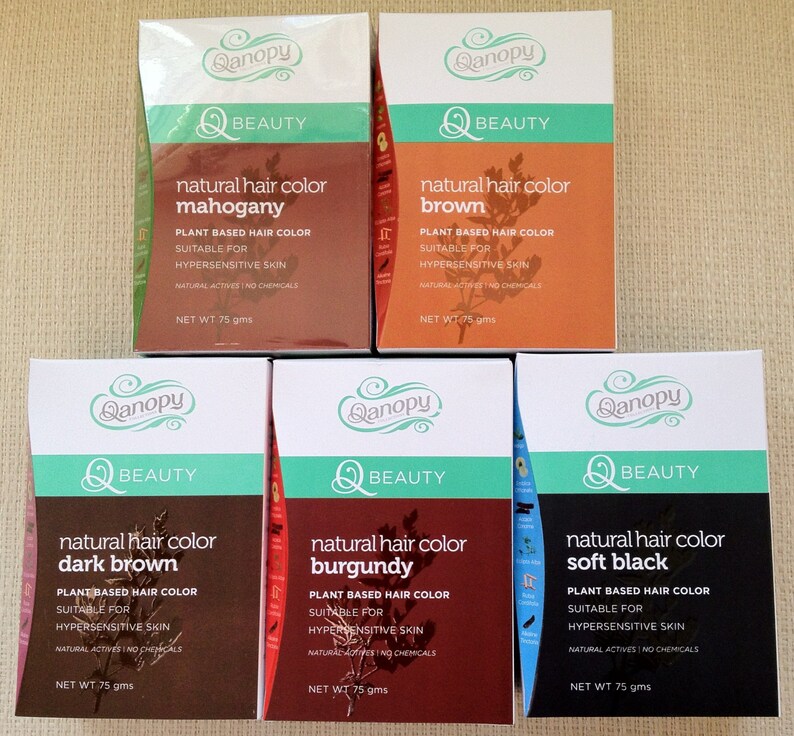 Qanopy
Q BEAUTY
natural hair color
mahogany
PLANT BASED HAIR COLOR
SUITABLE FOR
HYPERSENSITIVE SKIN
NATURAL ACTIVES | NO CHEMICALS
NET WT 75 gms
Qanopy
Q BEAUTY
natural hair color
brown
PLANT BASED HAIR COLOR
SUITABLE FOR
HYPERSENSITIVE SKIN
NATURAL ACTIVES | NO CHEMICALS
NET WT 75 gms
Qanopy
Q BEAUTY
natural hair color
dark brown
PLANT BASED HAIR COLOR
SUITABLE FOR
HYPERSENSITIVE SKIN
NATURAL ACTIVES | NO CHEMICALS
NET WT 75 gms
Qanopy
Q BEAUTY
natural hair color
burgundy
PLANT BASED HAIR COLOR
SUITABLE FOR
HYPERSENSITIVE SKIN
NATURAL ACTIVES | NO CHEMICALS
NET WT 75 gms
Qanopy
Q BEAUTY
natural hair color
soft black
PLANT BASED HAIR COLOR
SUITABLE FOR
HYPERSENSITIVE SKIN
NATURAL ACTIVES | NO CHEMICALS
NET WT 75 gms